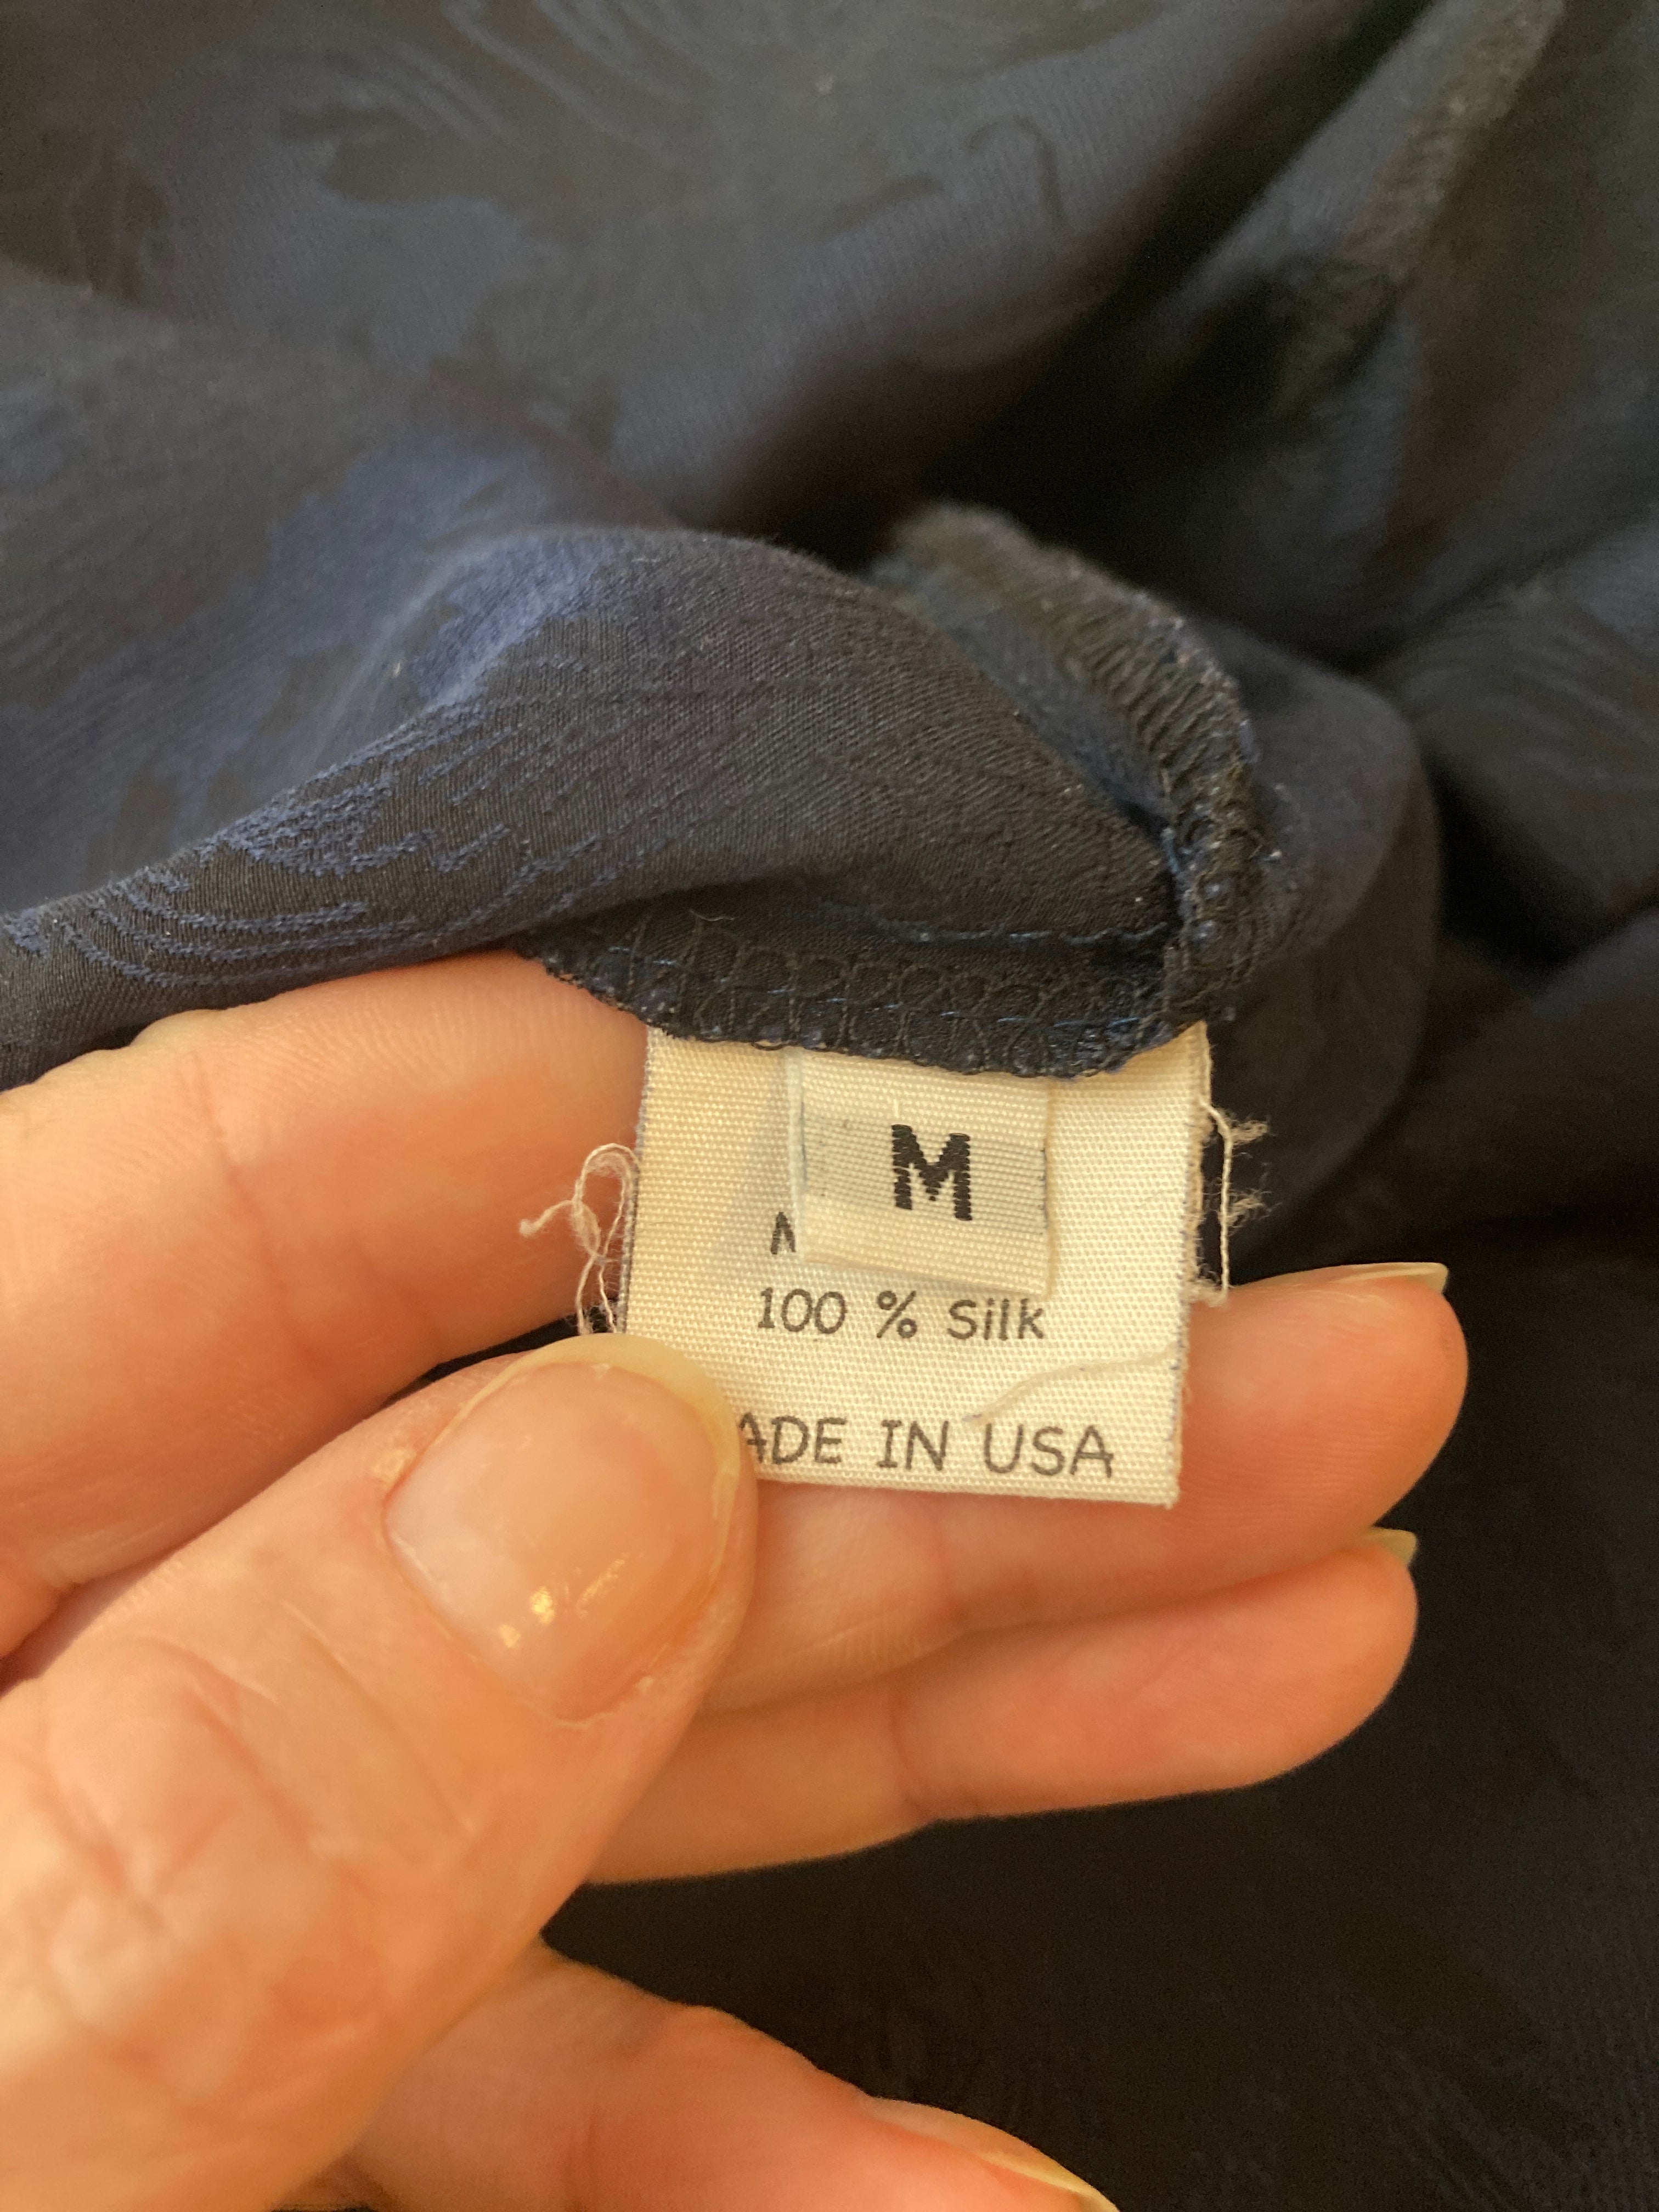 M
100 % Silk
ADE IN USA